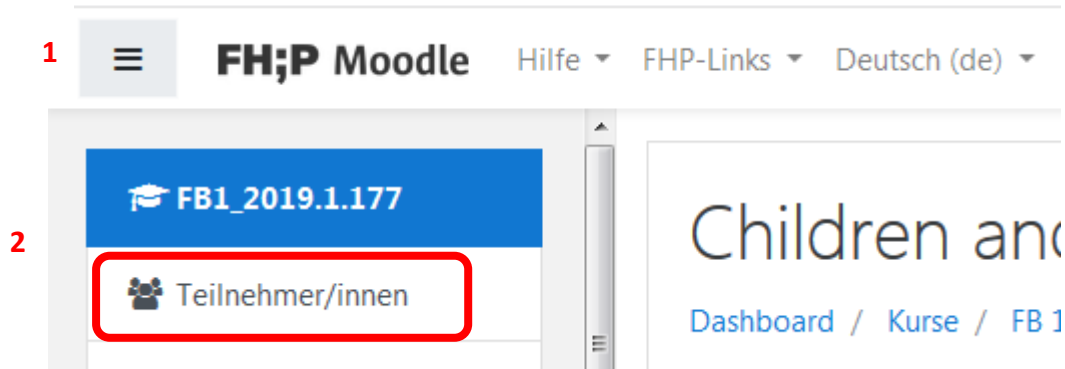 1
FH;P Moodle Hilfe FHP-Links Deutsch (de)
FB1_2019.1.177
2
Teilnehmer/innen
Children and
Dashboard / Kurse / FB 1